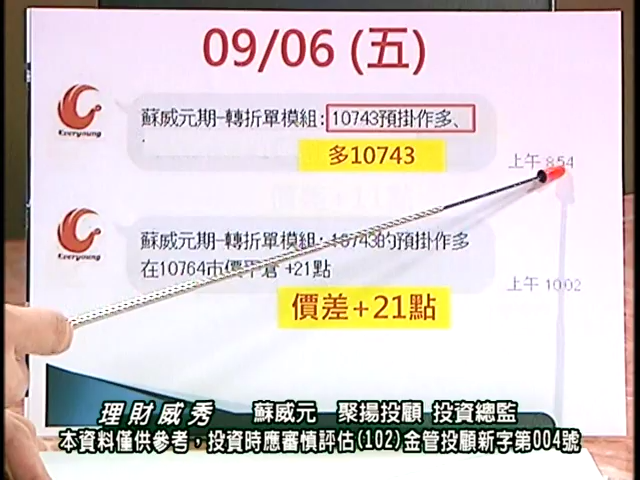 09/06 (五)
Everyoung
蘇威元期-轉折單模組: 10743預掛作多、
多10743
上午 8:54
Everyoung
蘇威元期-轉折單模組: 10743的預掛作多
在10764市價平倉 +21點
上午 10:02
價差+21點
理財威秀 蘇威元 聚揚投顧 投資總監
本資料僅供參考，投資時應審慎評估(102)金管投顧新字第004號